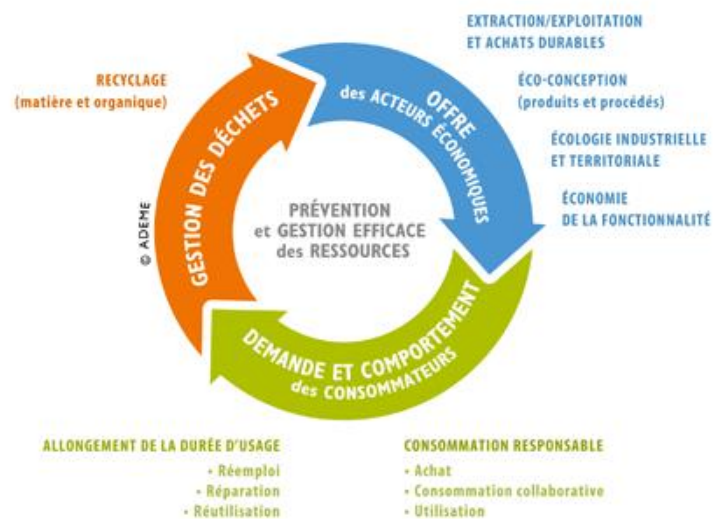 EXTRACTION/EXPLOITATION
ET ACHATS DURABLES
ÉCO-CONCEPTION
(produits et procédés)
ÉCOLOGIE INDUSTRIELLE
ET TERRITORIALE
ÉCONOMIE
DE LA FONCTIONNALITÉ
RECYCLAGE
(matière et organique)
OFFRE
des ACTEURS ÉCONOMIQUES
GESTION DES DÉCHETS
PRÉVENTION
et GESTION EFFICACE
des RESSOURCES
© ADEME
DEMANDE ET COMPORTEMENT
des CONSOMMATEURS
ALLONGEMENT DE LA DURÉE D'USAGE
• Réemploi
• Réparation
• Réutilisation
CONSOMMATION RESPONSABLE
• Achat
• Consommation collaborative
• Utilisation